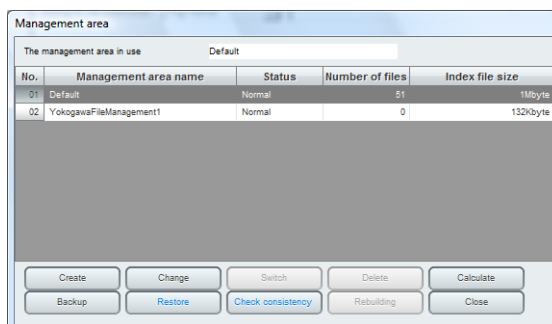 Management area
The management area in use Default
No. Management area name Status Number of files Index file size
01 Default Normal 51 1Mbyte
02 YokogawaFileManagement1 Normal 0 132Kbyte
Create Change Switch Delete Calculate
Backup Restore Check consistency Rebuilding Close